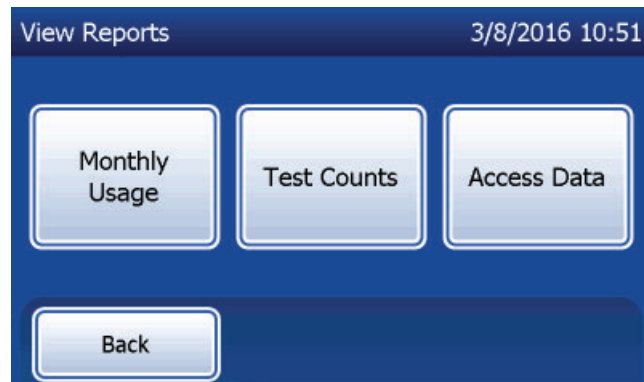 View Reports 3/8/2016 10:51
Monthly
Usage
Test Counts
Access Data
Back